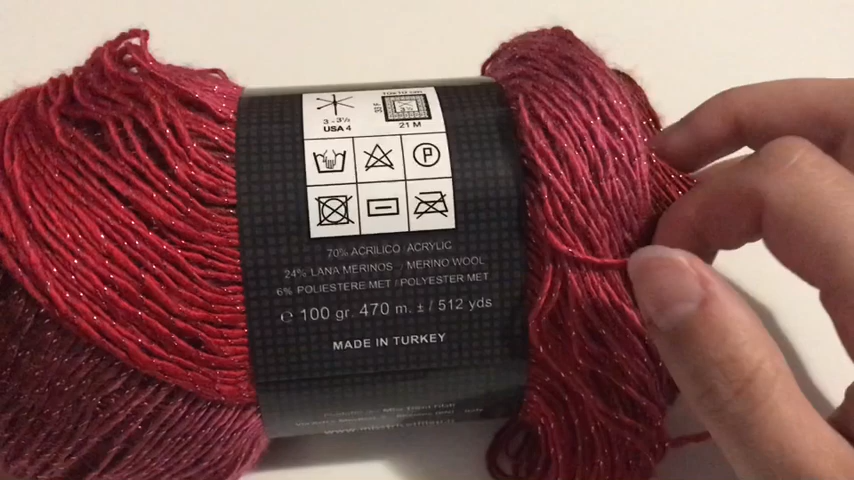 3 - 3½
USA 4
21 M
P
70% ACRILICO / ACRYLIC
24% LANA MERINOS / MERINO WOOL
6% POLIESTERE MET / POLYESTER MET
℮ 100 gr. 470 m. ± / 512 yds
MADE IN TURKEY